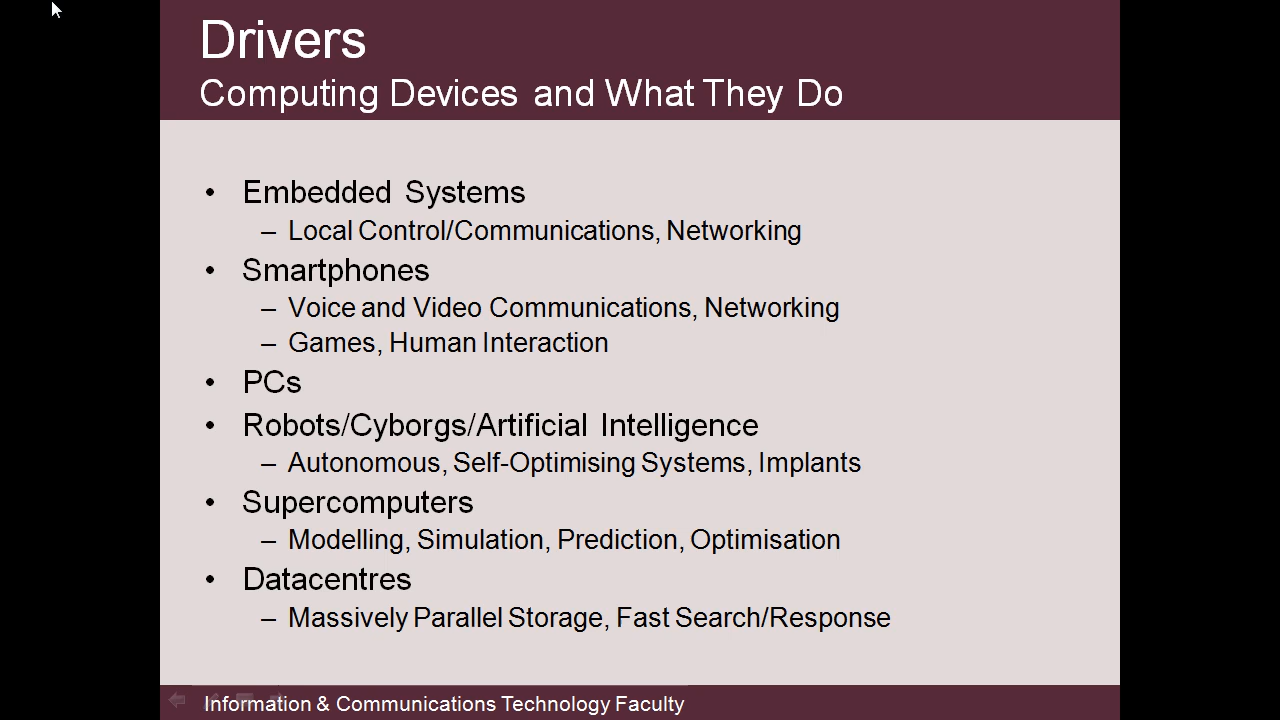 Drivers
Computing Devices and What They Do
• Embedded Systems
– Local Control/Communications, Networking
• Smartphones
– Voice and Video Communications, Networking
– Games, Human Interaction
• PCs
• Robots/Cyborgs/Artificial Intelligence
– Autonomous, Self-Optimising Systems, Implants
• Supercomputers
– Modelling, Simulation, Prediction, Optimisation
• Datacentres
– Massively Parallel Storage, Fast Search/Response
Information & Communications Technology Faculty